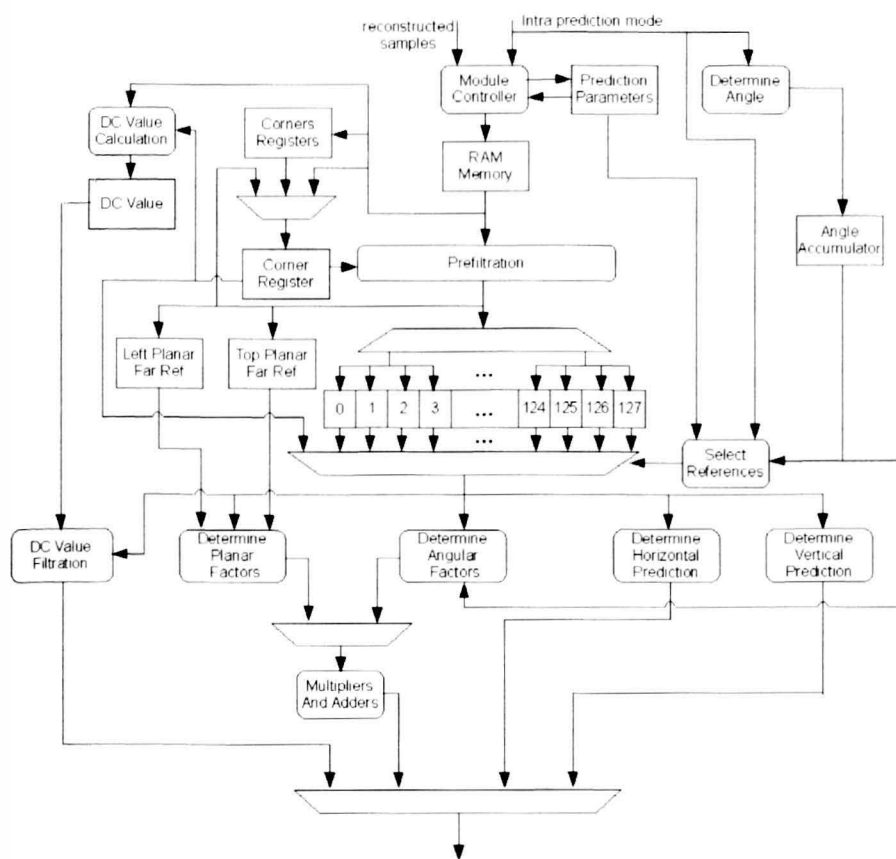 reconstructed
samples
Intra prediction mode
Module
Controller
Prediction
Parameters
Determine
Angle
DC Value
Calculation
Corners
Registers
RAM
Memory
DC Value
Angle
Accumulator
Corner
Register
Prefiltration
Left Planar
Far Ref
Top Planar
Far Ref
...
0 1 2 3 ... 124 125 126 127
...
Select
References
DC Value
Filtration
Determine
Planar
Factors
Determine
Angular
Factors
Determine
Horizontal
Prediction
Determine
Vertical
Prediction
Multipliers
And Adders